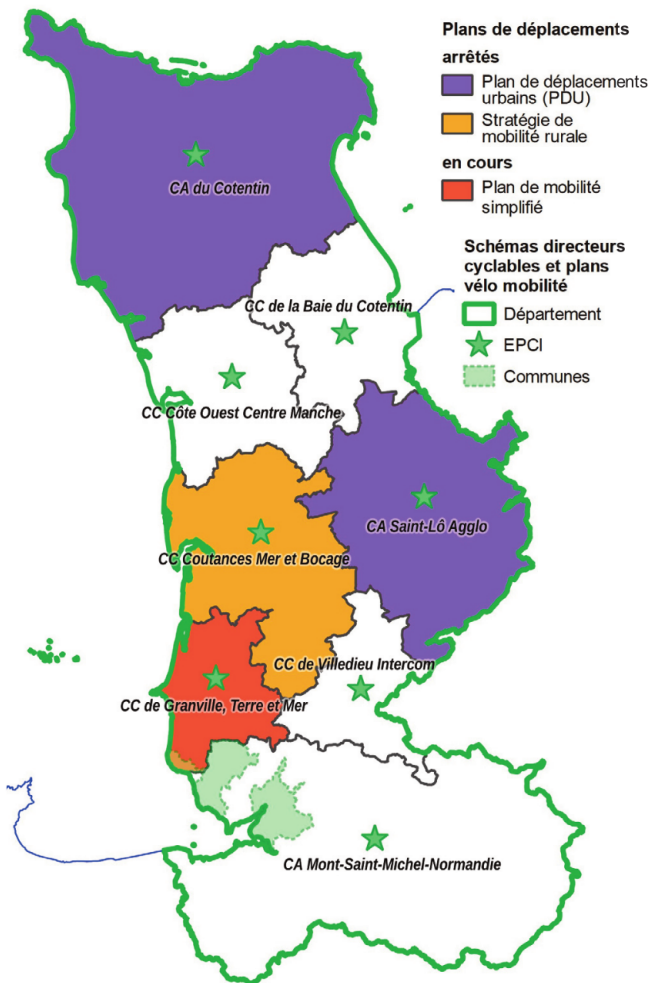 Plans de déplacements
arrêtés
Plan de déplacements
urbains (PDU)
Stratégie de
mobilité rurale
en cours
Plan de mobilité
simplifié
Schémas directeurs
cyclables et plans
vélo mobilité
Département
EPCI
Communes
CA du Cotentin
CC de la Baie du Cotentin
CC Côte Ouest Centre Manche
CA Saint-Lô Agglo
CC Coutances Mer et Bocage
CC de Villedieu Intercom
CC de Granville, Terre et Mer
CA Mont-Saint-Michel-Normandie